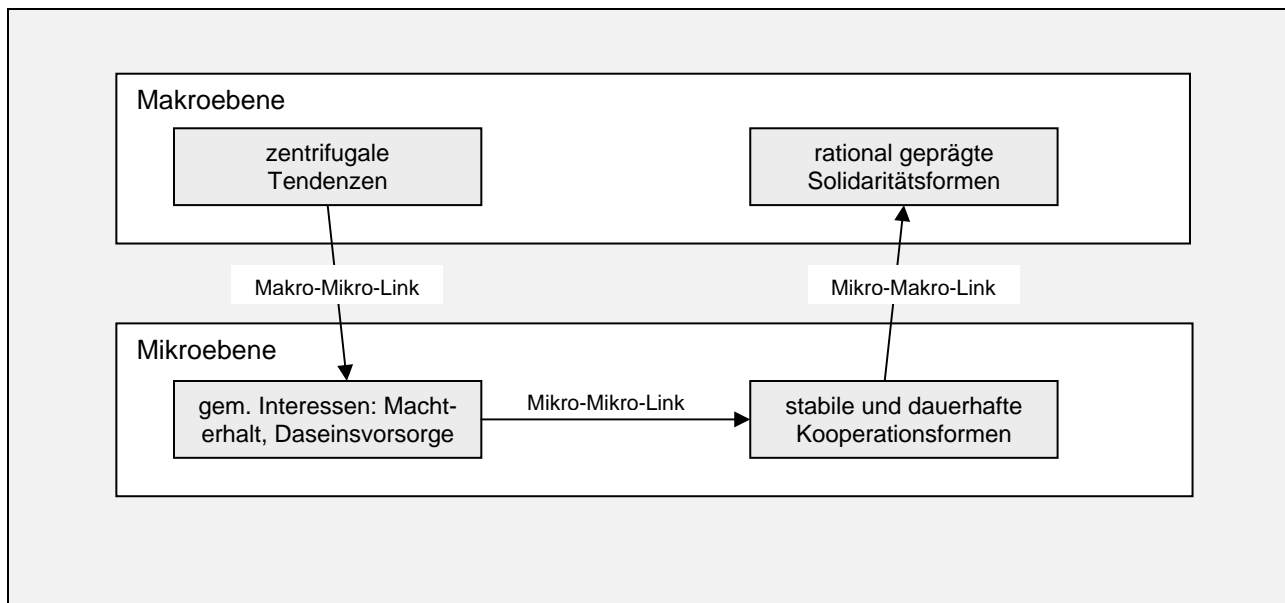 Makroebene
zentrifugale
Tendenzen
rational geprägte
Solidaritätsformen
Makro-Mikro-Link
Mikro-Makro-Link
Mikroebene
gem. Interessen: Macht-
erhalt, Daseinsvorsorge
Mikro-Mikro-Link
stabile und dauerhafte
Kooperationsformen